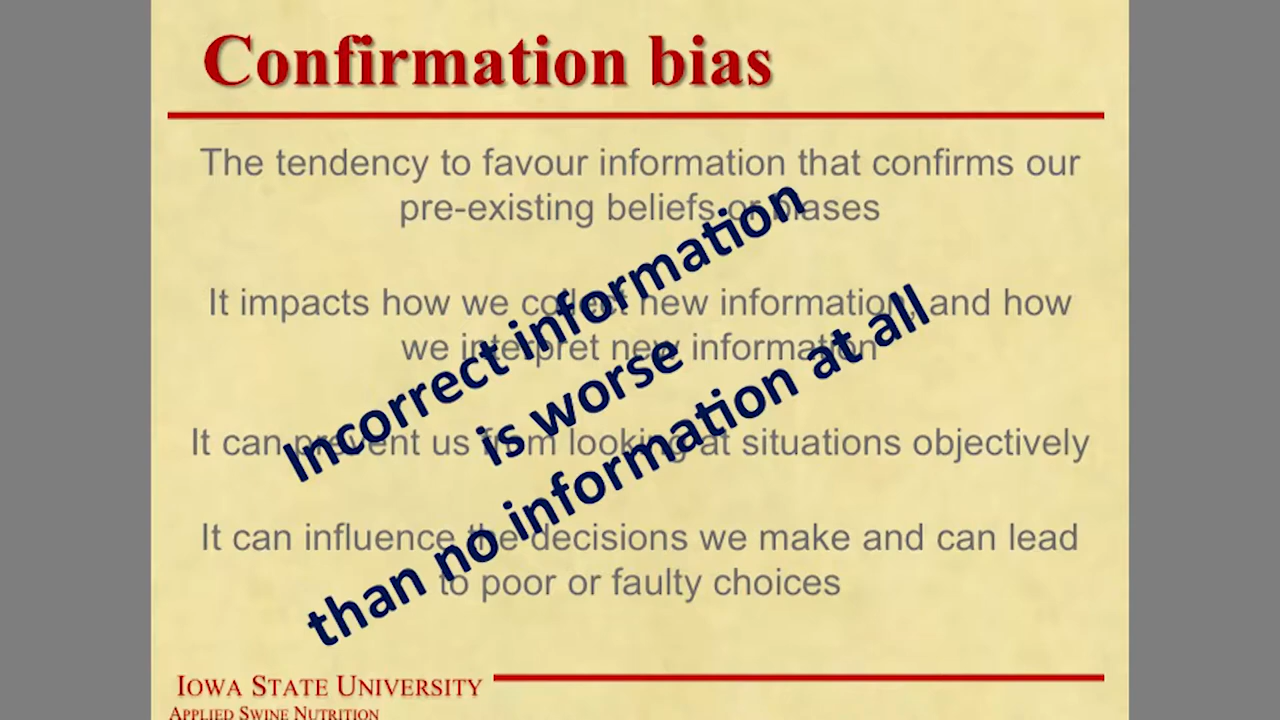 Confirmation bias
The tendency to favour information that confirms our
pre-existing beliefs or biases
It impacts how we collect new information, and how
we interpret new information
It can prevent us from looking at situations objectively
It can influence the decisions we make and can lead
to poor or faulty choices
Incorrect information
is worse
than no information at all
IOWA STATE UNIVERSITY
APPLIED SWINE NUTRITION